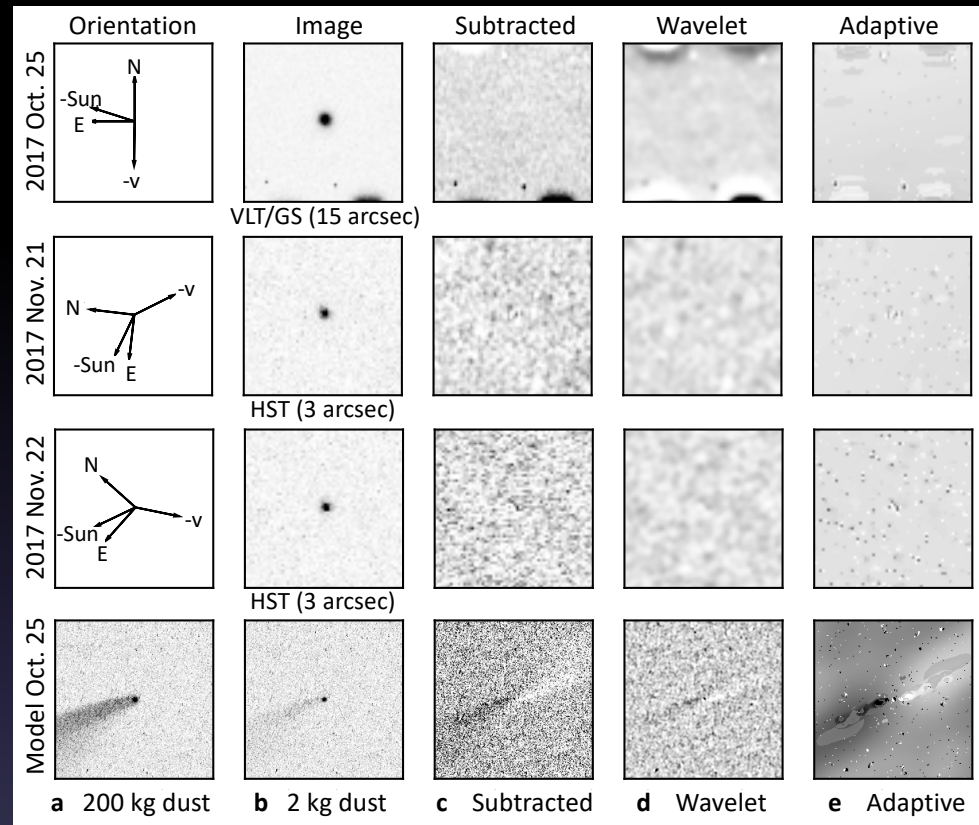 Orientation Image Subtracted Wavelet Adaptive
2017 Oct. 25
N
-Sun
E
-v
VLT/GS (15 arcsec)
2017 Nov. 21
-v
N
-Sun
E
HST (3 arcsec)
2017 Nov. 22
N
-v
-Sun
E
HST (3 arcsec)
Model Oct. 25
a 200 kg dust b 2 kg dust c Subtracted d Wavelet e Adaptive